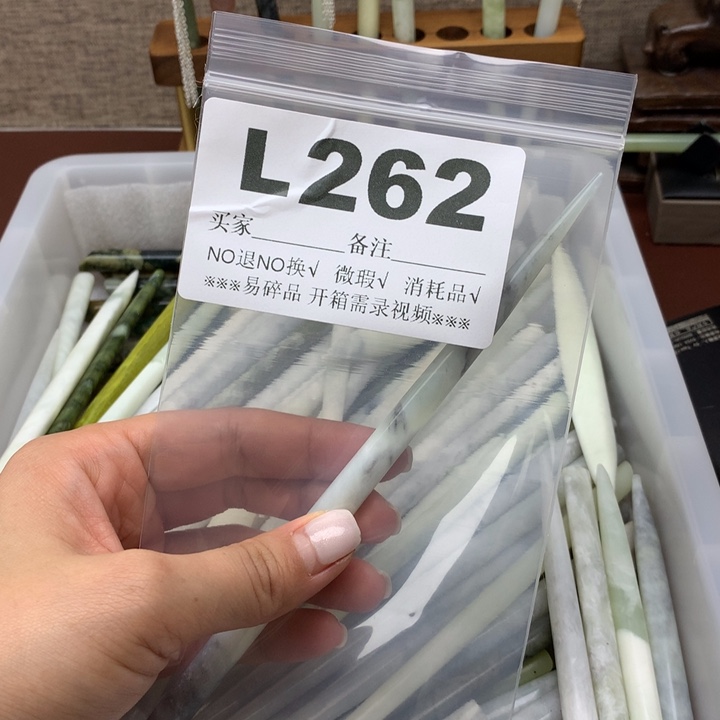 L262
买家________备注________
NO退NO换√ 微瑕√ 消耗品√
※※※易碎品 开箱需录视频※※※